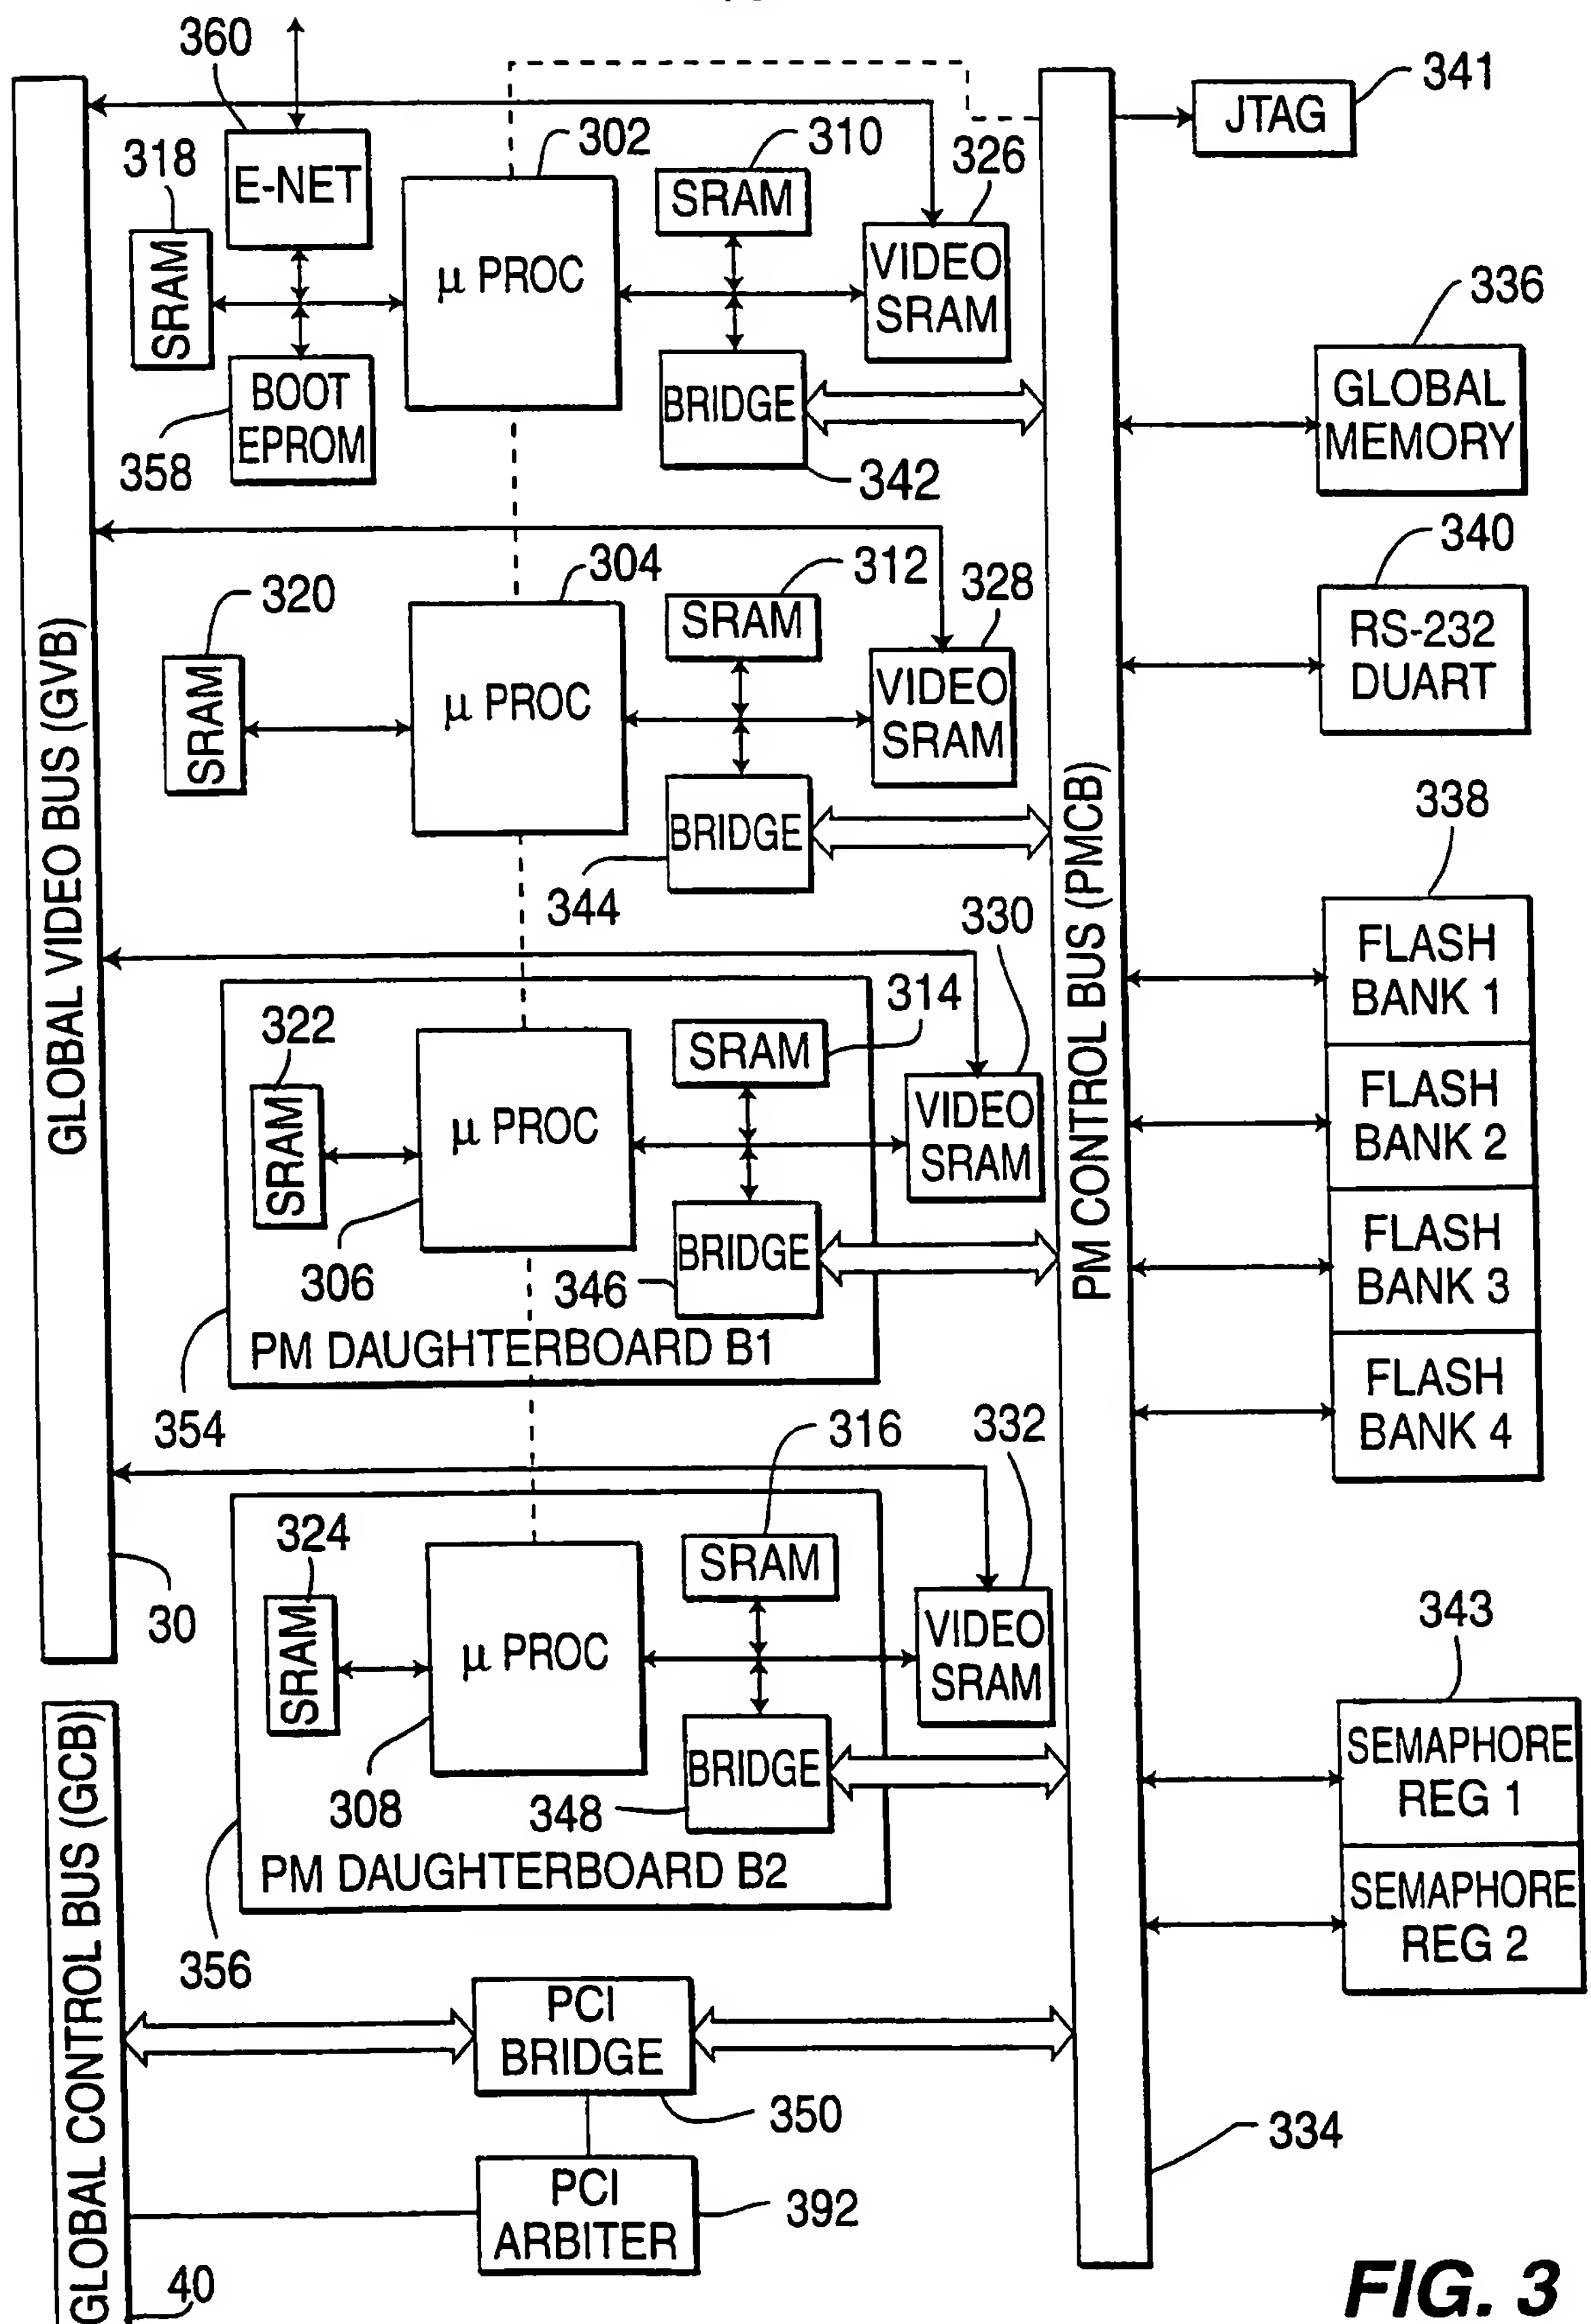 360
341
JTAG
302
310
326
318
E-NET
SRAM
336
SRAM
μ PROC
VIDEO
SRAM
GLOBAL
MEMORY
BOOT
EPROM
BRIDGE
358
342
340
304
312
328
320
SRAM
RS-232
DUART
SRAM
μ PROC
VIDEO
SRAM
GLOBAL VIDEO BUS (GVB)
PM CONTROL BUS (PMCB)
338
BRIDGE
344
330
FLASH
BANK 1
314
322
SRAM
SRAM
μ PROC
VIDEO
SRAM
FLASH
BANK 2
BRIDGE
306
346
FLASH
BANK 3
PM DAUGHTERBOARD B1
354
FLASH
BANK 4
316
332
324
SRAM
30
SRAM
μ PROC
VIDEO
SRAM
343
BRIDGE
308
348
SEMAPHORE
REG 1
PM DAUGHTERBOARD B2
356
SEMAPHORE
REG 2
GLOBAL CONTROL BUS (GCB)
PCI
BRIDGE
350
334
PCI
ARBITER
392
40
FIG. 3